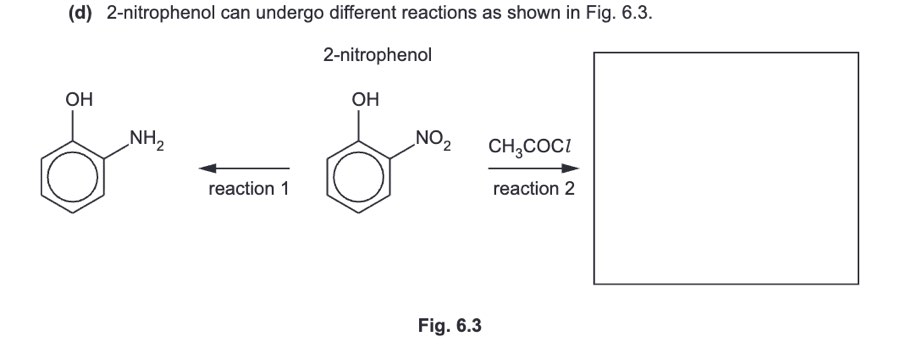 (d) 2-nitrophenol can undergo different reactions as shown in Fig. 6.3.
2-nitrophenol
OH
OH
NH₂
NO₂
CH₃COCl
reaction 1
reaction 2
Fig. 6.3